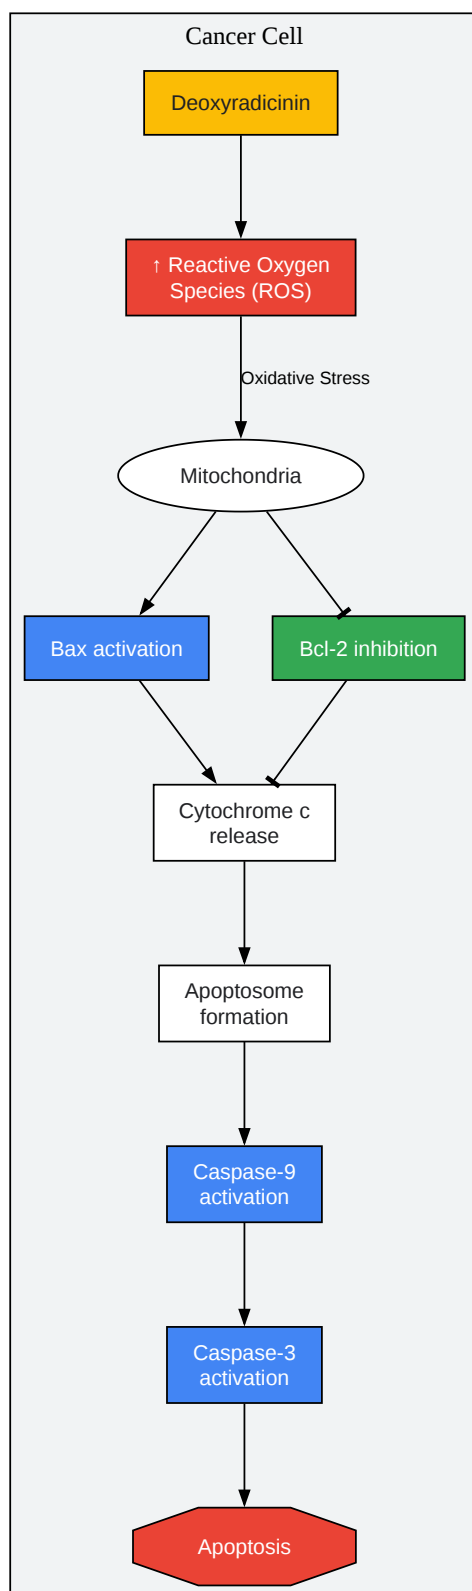 Cancer Cell
Deoxyradicinin
↑ Reactive Oxygen
Species (ROS)
Oxidative Stress
Mitochondria
Bax activation
Bcl-2 inhibition
Cytochrome c
release
Apoptosome
formation
Caspase-9
activation
Caspase-3
activation
Apoptosis